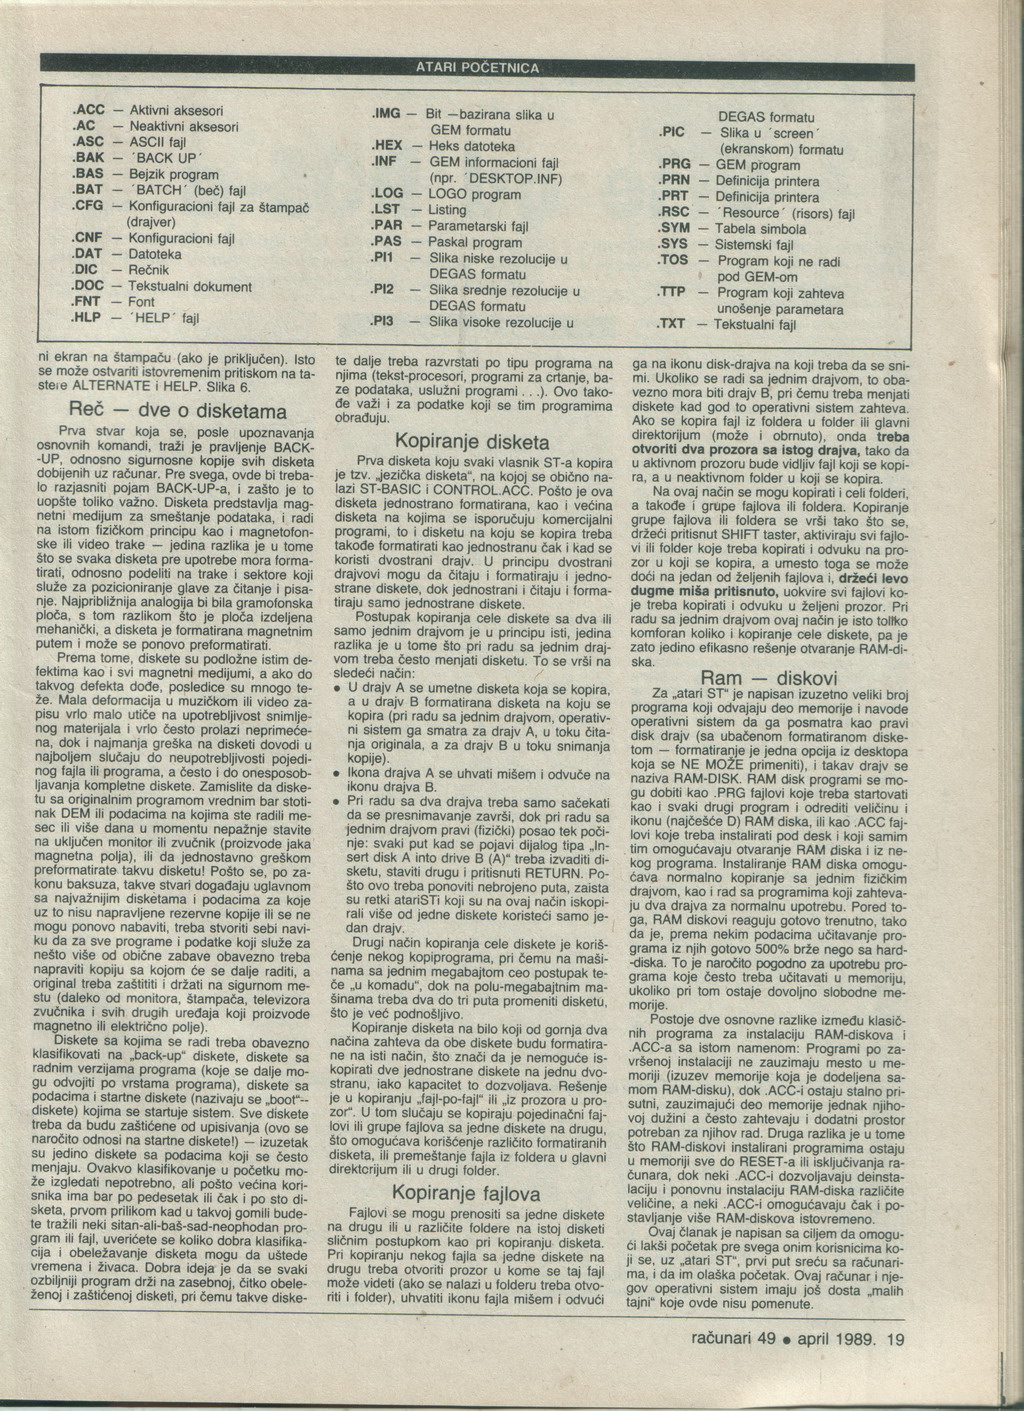 ATARI POČETNICA
.ACC — Aktivni aksesori
.AC — Neaktivni aksesori
.ASC — ASCII fajl
.BAK — ´BACK UP´
.BAS — Bejzik program
.BAT — ´BATCH´ (beč) fajl
.CFG — Konfiguracioni fajl za štampač
(drajver)
.CNF — Konfiguracioni fajl
.DAT — Datoteka
.DIC — Rečnik
.DOC — Tekstualni dokument
.FNT — Font
.HLP — ´HELP´ fajl
.IMG — Bit —bazirana slika u
GEM formatu
.HEX — Heks datoteka
.INF — GEM informacioni fajl
(npr. ´DESKTOP.INF)
.LOG — LOGO program
.LST — Listing
.PAR — Parametarski fajl
.PAS — Paskal program
.PI1 — Slika niske rezolucije u
DEGAS formatu
.PI2 — Slika srednje rezolucije u
DEGAS formatu
.PI3 — Slika visoke rezolucije u
DEGAS formatu
.PIC — Slika u ´screen´
(ekranskom) formatu
.PRG — GEM program
.PRN — Definicija printera
.PRT — Definicija printera
.RSC — ´Resource´ (risors) fajl
.SYM — Tabela simbola
.SYS — Sistemski fajl
.TOS — Program koji ne radi
pod GEM-om
.TTP — Program koji zahteva
unošenje parametara
.TXT — Tekstualni fajl
ni ekran na štampaču (ako je priključen). Isto
se može ostvariti istovremenim pritiskom na ta-
stere ALTERNATE i HELP. Slika 6.
Reč — dve o disketama
Prva stvar koja se, posle upoznavanja
osnovnih komandi, traži je pravljenje BACK-
-UP, odnosno sigurnosne kopije svih disketa
dobijenih uz računar. Pre svega, ovde bi treba-
lo razjasniti pojam BACK-UP-a, i zašto je to
uopšte toliko važno. Disketa predstavlja mag-
netni medijum za smeštanje podataka, i radi
na istom fizičkom principu kao i magnetofon-
ske ili video trake — jedina razlika je u tome
što se svaka disketa pre upotrebe mora forma-
tirati, odnosno podeliti na trake i sektore koji
služe za pozicioniranje glave za čitanje i pisa-
nje. Najpribližnija analogija bi bila gramofonska
ploča, s tom razlikom što je ploča izdeljena
mehanički, a disketa je formatirana magnetnim
putem i može se ponovo preformatirati.
Prema tome, diskete su podložne istim de-
fektima kao i svi magnetni medijumi, a ako do
takvog defekta dođe, posledice su mnogo te-
že. Mala deformacija u muzičkom ili video za-
pisu vrlo malo utiče na upotrebljivost snimlje-
nog materijala i vrlo često prolazi neprimeće-
na, dok i najmanja greška na disketi dovodi u
najboljem slučaju do neupotrebljivosti pojedi-
nog fajla ili programa, a često i do onesposob-
ljavanja kompletne diskete. Zamislite da diske-
tu sa originalnim programom vrednim bar stoti-
nak DEM ili podacima na kojima ste radili me-
sec ili više dana u momentu nepažnje stavite
na uključen monitor ili zvučnik (proizvode jaka
magnetna polja), ili da jednostavno greškom
preformatirate takvu disketu! Pošto se, po za-
konu baksuza, takve stvari događaju uglavnom
sa najvažnijim disketama i podacima za koje
uz to nisu napravljene rezervne kopije ili se ne
mogu ponovo nabaviti, treba stvoriti sebi navi-
ku da za sve programe i podatke koji služe za
nešto više od obične zabave obavezno treba
napraviti kopiju sa kojom će se dalje raditi, a
original treba zaštititi i držati na sigurnom me-
stu (daleko od monitora, štampača, televizora
zvučnika i svih drugih uređaja koji proizvode
magnetno ili električno polje).
Diskete sa kojima se radi treba obavezno
klasifikovati na „back-up“ diskete, diskete sa
radnim verzijama programa (koje se dalje mo-
gu odvojiti po vrstama programa), diskete sa
podacima i startne diskete (nazivaju se „boot“--
diskete) kojima se startuje sistem. Sve diskete
treba da budu zaštićene od upisivanja (ovo se
naročito odnosi na startne diskete!) — izuzetak
su jedino diskete sa podacima koji se često
menjaju. Ovakvo klasifikovanje u početku mo-
že izgledati nepotrebno, ali pošto većina kori-
snika ima bar po pedesetak ili čak i po sto di-
sketa, prvom prilikom kad u takvoj gomili bude-
te tražili neki sitan-ali-baš-sad-neophodan pro-
gram ili fajl, uverićete se koliko dobra klasifika-
cija i obeležavanje disketa mogu da uštede
vremena i živaca. Dobra ideja je da se svaki
ozbiljniji program drži na zasebnoj, čitko obele-
ženoj i zaštićenoj disketi, pri čemu takve diske-
te dalje treba razvrstati po tipu programa na
njima (tekst-procesori, programi za crtanje, ba-
ze podataka, uslužni programi . . .). Ovo tako-
đe važi i za podatke koji se tim programima
obrađuju.
Kopiranje disketa
Prva disketa koju svaki vlasnik ST-a kopira
je tzv. „jezička disketa“, na kojoj se obično na-
lazi ST-BASIC i CONTROL.ACC. Pošto je ova
disketa jednostrano formatirana, kao i većina
disketa na kojima se isporučuju komercijalni
programi, to i disketu na koju se kopira treba
takođe formatirati kao jednostranu čak i kad se
koristi dvostrani drajv. U principu dvostrani
drajvovi mogu da čitaju i formatiraju i jedno-
strane diskete, dok jednostrani i čitaju i forma-
tiraju samo jednostrane diskete.
Postupak kopiranja cele diskete sa dva ili
samo jednim drajvom je u principu isti, jedina
razlika je u tome što pri radu sa jednim draj-
vom treba često menjati disketu. To se vrši na
sledeći način:
• U drajv A se umetne disketa koja se kopira,
a u drajv B formatirana disketa na koju se
kopira (pri radu sa jednim drajvom, operativ-
ni sistem ga smatra za drajv A, u toku čita-
nja originala, a za drajv B u toku snimanja
kopije).
• Ikona drajva A se uhvati mišem i odvuče na
ikonu drajva B.
• Pri radu sa dva drajva treba samo sačekati
da se presnimavanje završi, dok pri radu sa
jednim drajvom pravi (fizički) posao tek poči-
nje: svaki put kad se pojavi dijalog tipa „In-
sert disk A into drive B (A)“ treba izvaditi di-
sketu, staviti drugu i pritisnuti RETURN. Po-
što ovo treba ponoviti nebrojeno puta, zaista
su retki atariSTi koji su na ovaj način iskopi-
rali više od jedne diskete koristeći samo je-
dan drajv.
Drugi način kopiranja cele diskete je koriš-
ćenje nekog kopiprograma, pri čemu na maši-
nama sa jednim megabajtom ceo postupak te-
če „u komadu“, dok na polu-megabajtnim ma-
šinama treba dva do tri puta promeniti disketu,
što je već podnošljivo.
Kopiranje disketa na bilo koji od gornja dva
načina zahteva da obe diskete budu formatira-
ne na isti način, što znači da je nemoguće is-
kopirati dve jednostrane diskete na jednu dvo-
stranu, iako kapacitet to dozvoljava. Rešenje
je u kopiranju „fajl-po-fajl“ ili „iz prozora u pro-
zor“. U tom slučaju se kopiraju pojedinačni faj-
lovi ili grupe fajlova sa jedne diskete na drugu,
što omogućava korišćenje različito formatiranih
disketa, ili premeštanje fajla iz foldera u glavni
direktorijum ili u drugi folder.
Kopiranje fajlova
Fajlovi se mogu prenositi sa jedne diskete
na drugu ili u različite foldere na istoj disketi
sličnim postupkom kao pri kopiranju disketa.
Pri kopiranju nekog fajla sa jedne diskete na
drugu treba otvoriti prozor u kome se taj fajl
može videti (ako se nalazi u folderu treba otvo-
riti i folder), uhvatiti ikonu fajla mišem i odvući
ga na ikonu disk-drajva na koji treba da se sni-
mi. Ukoliko se radi sa jednim drajvom, to oba-
vezno mora biti drajv B, pri čemu treba menjati
diskete kad god to operativni sistem zahteva.
Ako se kopira fajl iz foldera u folder ili glavni
direktorijum (može i obrnuto), onda treba
otvoriti dva prozora sa istog drajva, tako da
u aktivnom prozoru bude vidljiv fajl koji se kopi-
ra, a u neaktivnom folder u koji se kopira.
Na ovaj način se mogu kopirati i celi folderi,
a takođe i grupe fajlova ili foldera. Kopiranje
grupe fajlova ili foldera se vrši tako što se,
držeći pritisnut SHIFT taster, aktiviraju svi fajlo-
vi ili folder koje treba kopirati i odvuku na pro-
zor u koji se kopira, a umesto toga se može
doći na jedan od željenih fajlova i, držeći levo
dugme miša pritisnuto, uokvire svi fajlovi ko-
je treba kopirati i odvuku u željeni prozor. Pri
radu sa jednim drajvom ovaj način je isto toliko
komforan koliko i kopiranje cele diskete, pa je
zato jedino efikasno rešenje otvaranje RAM-di-
ska.
Ram — diskovi
Za „atari ST“ je napisan izuzetno veliki broj
programa koji odvajaju deo memorije i navode
operativni sistem da ga posmatra kao pravi
disk drajv (sa ubačenom formatiranom diske-
tom — formatiranje je jedna opcija iz desktopa
koja se NE MOŽE primeniti), i takav drajv se
naziva RAM-DISK. RAM disk programi se mo-
gu dobiti kao .PRG fajlovi koje treba startovati
kao i svaki drugi program i odrediti veličinu i
ikonu (najčešće D) RAM diska, ili kao .ACC faj-
lovi koje treba instalirati pod desk i koji samim
tim omogućavaju otvaranje RAM diska i iz ne-
kog programa. Instaliranje RAM diska omogu-
ćava normalno kopiranje sa jednim fizičkim
drajvom, kao i rad sa programima koji zahteva-
ju dva drajva za normalnu upotrebu. Pored to-
ga, RAM diskovi reaguju gotovo trenutno, tako
da je, prema nekim podacima učitavanje pro-
grama iz njih gotovo 500% brže nego sa hard-
-diska. To je naročito pogodno za upotrebu pro-
grama koje često treba učitavati u memoriju,
ukoliko pri tom ostaje dovoljno slobodne me-
morije.
Postoje dve osnovne razlike između klasič-
nih programa za instalaciju RAM-diskova i
.ACC-a sa istom namenom: Programi po za-
vršenoj instalaciji ne zauzimaju mesto u me-
moriji (izuzev memorije koja je dodeljena sa-
mom RAM-disku), dok .ACC-i ostaju stalno pri-
sutni, zauzimajući deo memorije jednak njiho-
voj dužini a često zahtevaju i dodatni prostor
potreban za njihov rad. Druga razlika je u tome
što RAM-diskovi instalirani programima ostaju
u memoriji sve do RESET-a ili isključivanja ra-
čunara, dok neki .ACC-i dozvoljavaju deinsta-
laciju i ponovnu instalaciju RAM-diska različite
veličine, a neki .ACC-i omogućavaju čak i po-
stavljanje više RAM-diskova istovremeno.
Ovaj članak je napisan sa ciljem da omogu-
ći lakši početak pre svega onim korisnicima ko-
ji se, uz „atari ST“, prvi put sreću sa računari-
ma, i da im olaška početak. Ovaj računar i nje-
gov operativni sistem imaju još dosta „malih
tajni“ koje ovde nisu pomenute.
računari 49 • april 1989. 19